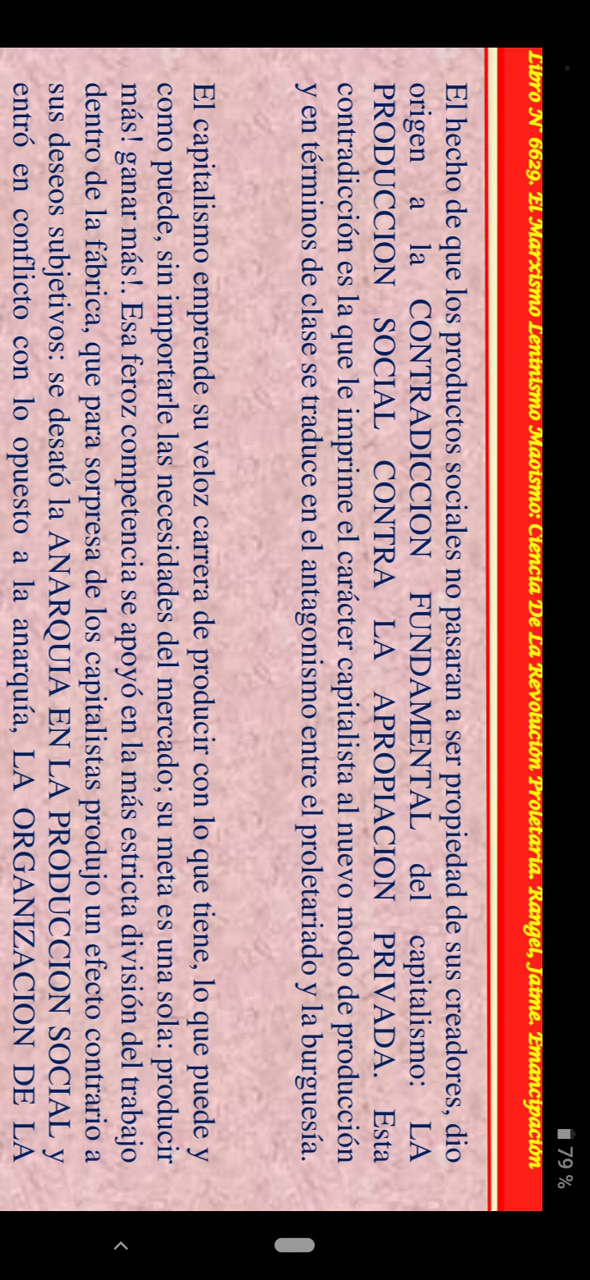 79 %
Libro N° 6629. El Marxismo Leninismo Maoísmo: Ciencia De La Revolución Proletaria. Rangel, Jaime. Emancipación
El hecho de que los productos sociales no pasaran a ser propiedad de sus creadores, dio
origen a la CONTRADICCION FUNDAMENTAL del capitalismo: LA
PRODUCCION SOCIAL CONTRA LA APROPIACION PRIVADA. Esta
contradicción es la que le imprime el carácter capitalista al nuevo modo de producción
y en términos de clase se traduce en el antagonismo entre el proletariado y la burguesía.
El capitalismo emprende su veloz carrera de producir con lo que tiene, lo que puede y
como puede, sin importarle las necesidades del mercado; su meta es una sola: producir
más! ganar más!. Esa feroz competencia se apoyó en la más estricta división del trabajo
dentro de la fábrica, que para sorpresa de los capitalistas produjo un efecto contrario a
sus deseos subjetivos: se desató la ANARQUIA EN LA PRODUCCION SOCIAL y
entró en conflicto con lo opuesto a la anarquía, LA ORGANIZACION DE LA